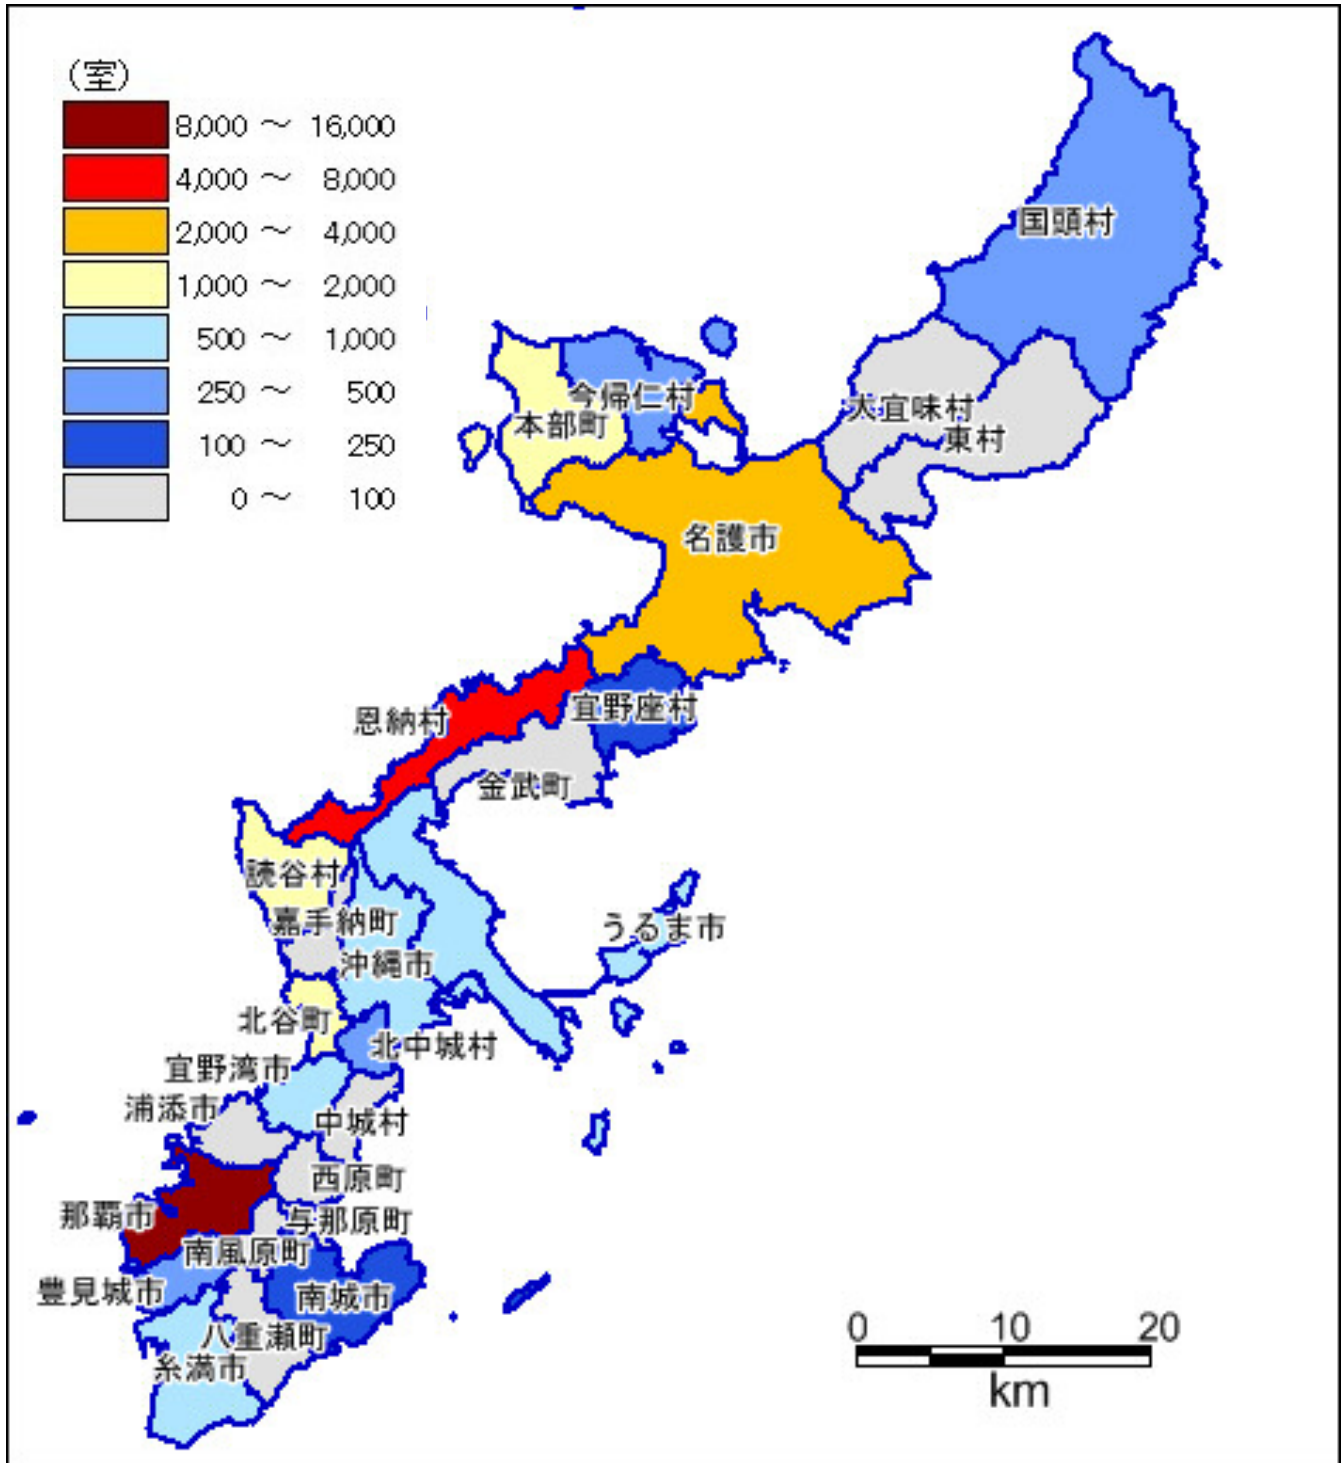 (室)
8,000 ～ 16,000
4,000 ～ 8,000
2,000 ～ 4,000
1,000 ～ 2,000
500 ～ 1,000
250 ～ 500
100 ～ 250
0 ～ 100
国頭村
大宜味村
東村
今帰仁村
本部町
名護市
恩納村
宜野座村
金武町
読谷村
嘉手納町
うるま市
沖縄市
北谷町
北中城村
宜野湾市
浦添市
中城村
西原町
那覇市
与那原町
南風原町
豊見城市
南城市
八重瀬町
糸満市
0 10 20
km